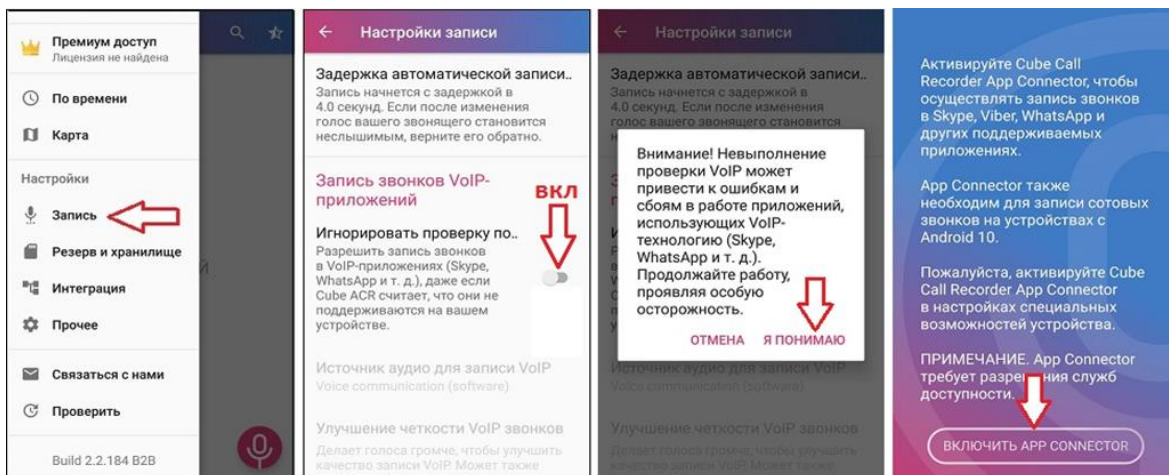 Премиум доступ
Лицензия не найдена
По времени
Карта
Настройки
Запись
Резерв и хранилище
Интеграция
Прочее
Связаться с нами
Проверить
Build 2.2.184 B2B
Настройки записи
Задержка автоматической записи..
Запись начнется с задержкой в
4.0 секунд. Если после изменения
голос вашего звонящего становится
неслышимым, верните его обратно.
Запись звонков VoIP-
приложений
ВКЛ
Игнорировать проверку по..
Разрешить запись звонков
в VoIP-приложениях (Skype,
WhatsApp и т. д.), даже если
Cube ACR считает, что они не
поддерживаются на вашем
устройстве.
Источник аудио для записи VoIP
Voice communication (software)
Улучшение четкости VoIP звонков
Делает голоса громче, чтобы улучшить
качество записи VoIP. Может также
Настройки записи
Задержка автоматической записи..
Запись начнется с задержкой в
4.0 секунд. Если после изменения
голос вашего звонящего становится
Внимание! Невыполнение
проверки VoIP может
привести к ошибкам и
сбоям в работе приложений,
использующих VoIP-
технологию (Skype,
WhatsApp и т. д.).
Продолжайте работу,
проявляя особую
осторожность.
ОТМЕНА Я ПОНИМАЮ
Источник аудио для записи VoIP
Voice communication (software)
Улучшение четкости VoIP звонков
Делает голоса громче, чтобы улучшить
качество записи VoIP. Может также
Активируйте Cube Call
Recorder App Connector, чтобы
осуществлять запись звонков
в Skype, Viber, WhatsApp и
других поддерживаемых
приложениях.
App Connector также
необходим для записи сотовых
звонков на устройствах с
Android 10.
Пожалуйста, активируйте Cube
Call Recorder App Connector
в настройках специальных
возможностей устройства.
ПРИМЕЧАНИЕ. App Connector
требует разрешения служб
доступности.
ВКЛЮЧИТЬ APP CONNECTOR